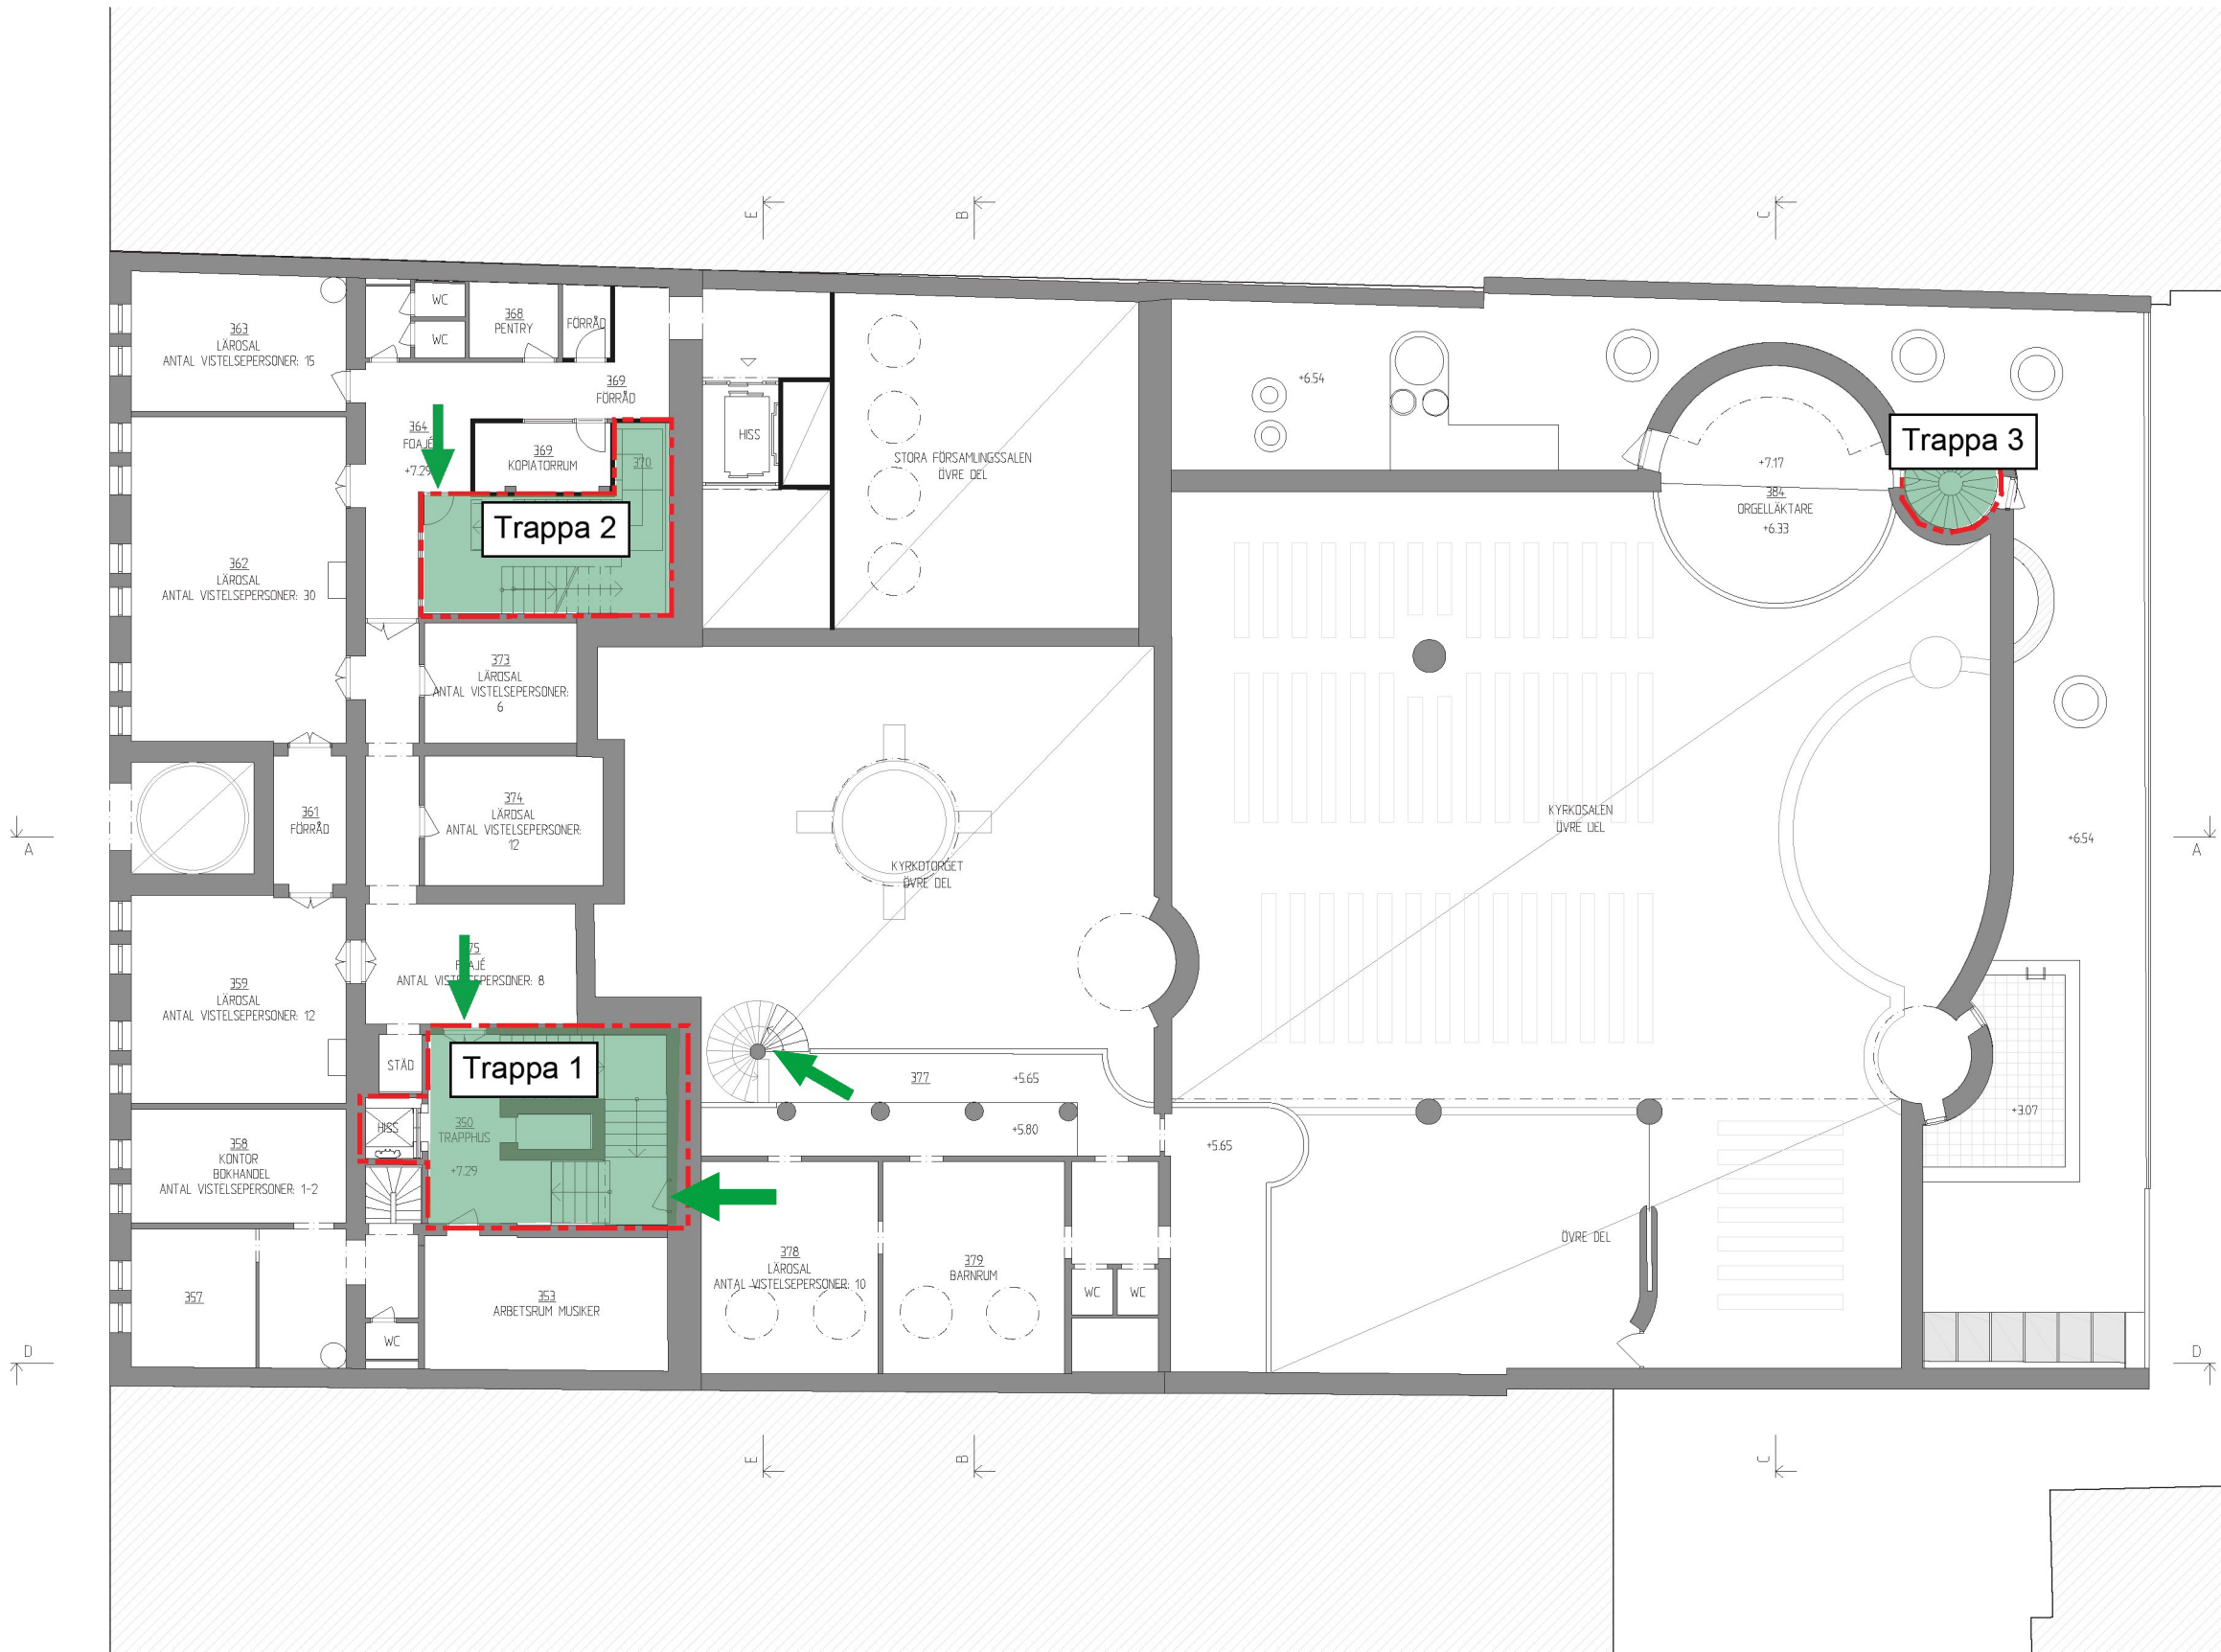 E
B
C
WC
WC
368
PENTRY
FÖRRÅD
363
LÄROSAL
ANTAL VISTELSEPERSONER: 15
369
FÖRRÅD
+6.54
364
FOAJÉ
+7.29
369
KOPIATORRUM
370
HISS
STORA FÖRSAMLINGSSALEN
ÖVRE DEL
+7.17
384
ORGELLÄKTARE
+6.33
Trappa 3
Trappa 2
362
LÄROSAL
ANTAL VISTELSEPERSONER: 30
373
LÄROSAL
ANTAL VISTELSEPERSONER:
6
361
FÖRRÅD
374
LÄROSAL
ANTAL VISTELSEPERSONER:
12
KYRKOTORGET
ÖVRE DEL
KYRKOSALEN
ÖVRE DEL
+6.54
A
A
359
LÄROSAL
ANTAL VISTELSEPERSONER: 12
ANTAL VISTELSEPERSONER: 8
STÄD
Trappa 1
377
+5.65
+5.80
+5.65
+3.07
HISS
350
TRAPPHUS
+7.29
358
KONTOR
BOKHANDEL
ANTAL VISTELSEPERSONER: 1-2
357
WC
353
ARBETSRUM MUSIKER
378
LÄROSAL
ANTAL VISTELSEPERSONER: 10
379
BARNRUM
WC
WC
ÖVRE DEL
D
D
E
B
C